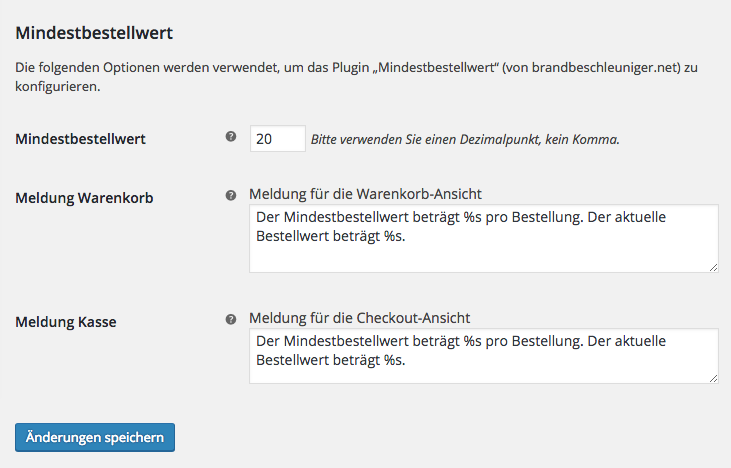 Mindestbestellwert
Die folgenden Optionen werden verwendet, um das Plugin „Mindestbestellwert“ (von brandbeschleuniger.net) zu
konfigurieren.
Mindestbestellwert ? 20 Bitte verwenden Sie einen Dezimalpunkt, kein Komma.
Meldung Warenkorb ? Meldung für die Warenkorb-Ansicht
Der Mindestbestellwert beträgt %s pro Bestellung. Der aktuelle
Bestellwert beträgt %s.
Meldung Kasse ? Meldung für die Checkout-Ansicht
Der Mindestbestellwert beträgt %s pro Bestellung. Der aktuelle
Bestellwert beträgt %s.
Änderungen speichern